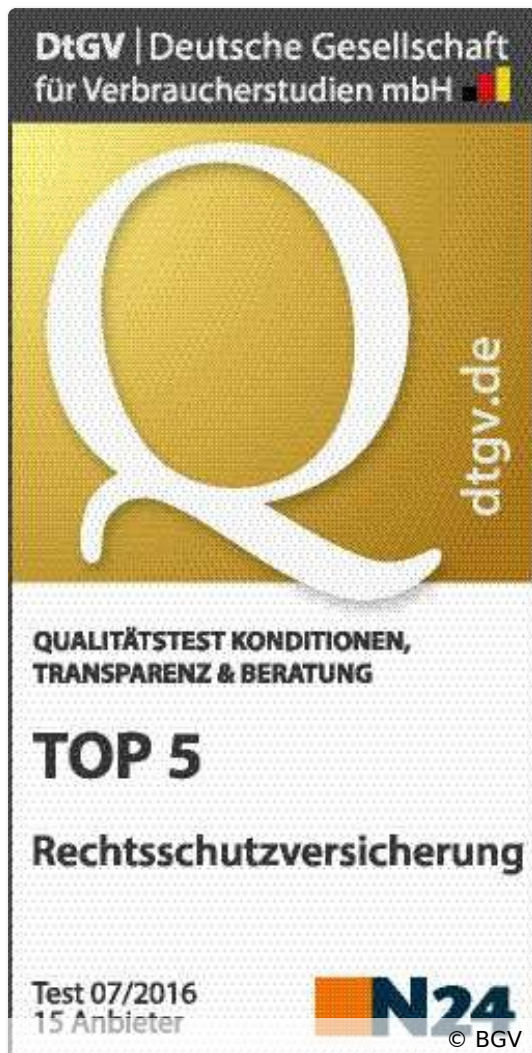 DtGV | Deutsche Gesellschaft
für Verbraucherstudien mbH
Q
dtgv.de
QUALITÄTSTEST KONDITIONEN,
TRANSPARENZ & BERATUNG
TOP 5
Rechtsschutzversicherung
Test 07/2016
15 Anbieter
N24
© BGV